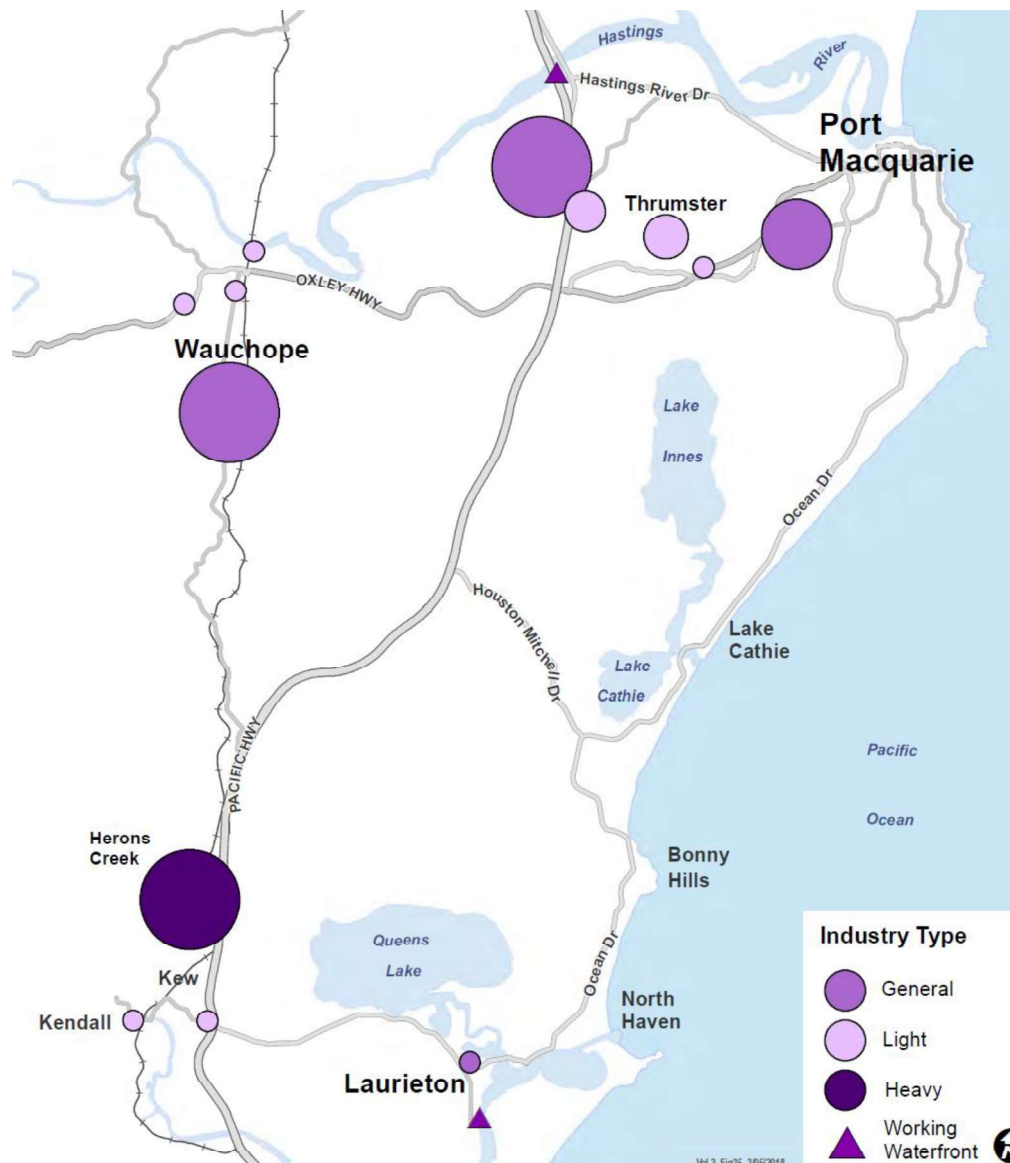 Hastings
River
Hastings River Dr
Port
Macquarie
Thrumster
OXLEY HWY
Wauchope
Lake
Innes
Ocean Dr
Houston Mitchell Dr
Lake
Cathie
Lake
Cathie
PACIFIC HWY
Pacific
Ocean
Herons
Creek
Bonny
Hills
Queens
Lake
Ocean Dr
Kew
Kendall
North
Haven
Laurieton
Industry Type
General
Light
Heavy
Working
Waterfront